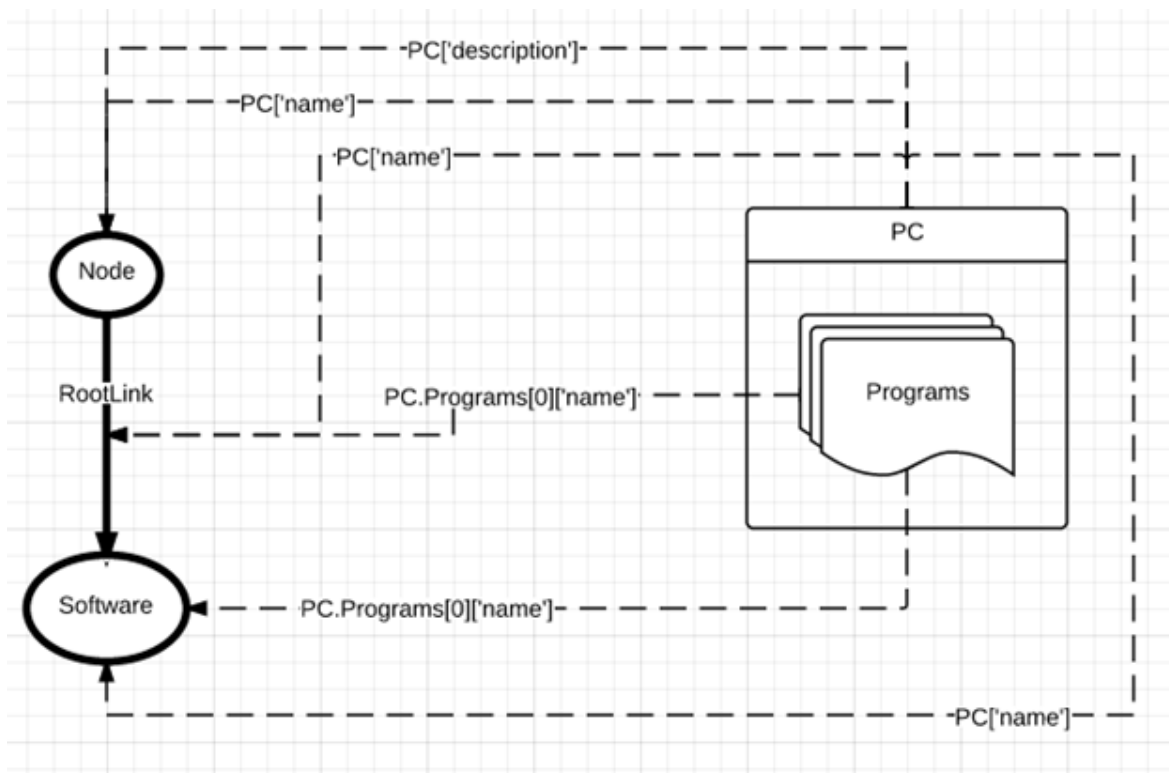 PC['description']
PC['name']
PC['name']
PC
Node
RootLink
PC.Programs[0]['name']
Programs
Software
PC.Programs[0]['name']
PC['name']